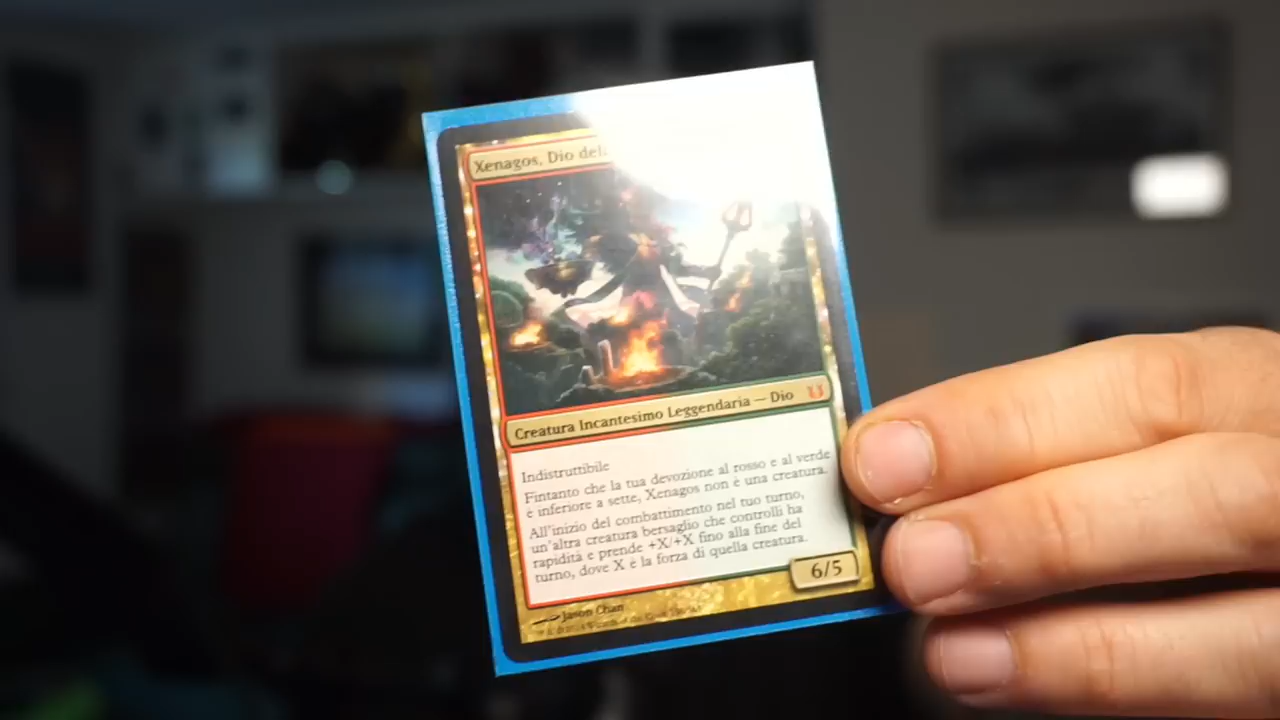 Xenagos, Dio del
Creatura Incantesimo Leggendaria — Dio
Indistruttibile
Fintanto che la tua devozione al rosso e al verde
è inferiore a sette, Xenagos non è una creatura.
All'inizio del combattimento nel tuo turno,
un'altra creatura bersaglio che controlli ha
rapidità e prende +X/+X fino alla fine del
turno, dove X è la forza di quella creatura.
6/5
Jason Chan